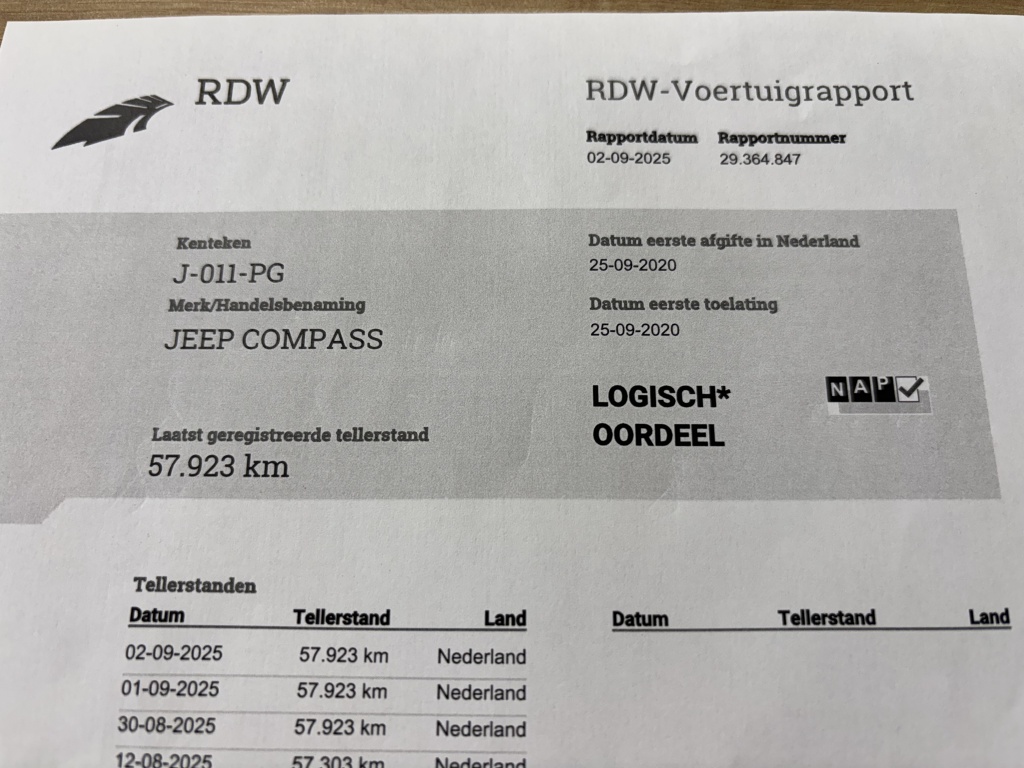 RDW
RDW-Voertuigrapport
Rapportdatum Rapportnummer
02-09-2025 29.364.847
Kenteken
J-011-PG
Merk/Handelsbenaming
JEEP COMPASS
Laatst geregistreerde tellerstand
57.923 km
Datum eerste afgifte in Nederland
25-09-2020
Datum eerste toelating
25-09-2020
LOGISCH*
OORDEEL
NAP
Tellerstanden
Datum Tellerstand Land
02-09-2025 57.923 km Nederland
01-09-2025 57.923 km Nederland
30-08-2025 57.923 km Nederland
12-08-2025 57.303 km Nederland
Datum Tellerstand Land